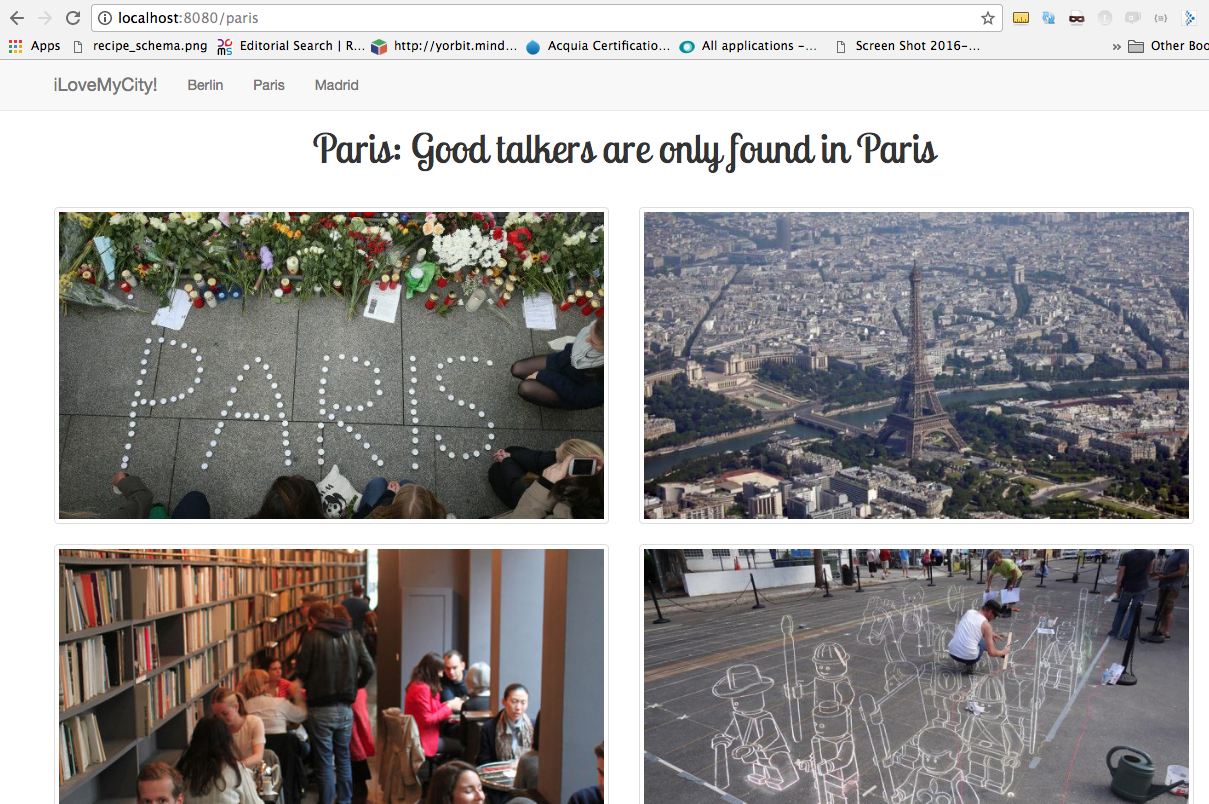 localhost:8080/paris
Apps recipe_schema.png Editorial Search | R... http://yorbit.mind... Acquia Certificatio... All applications -... Screen Shot 2016-... » Other Boo
iLoveMyCity! Berlin Paris Madrid
Paris: Good talkers are only found in Paris
PARIS